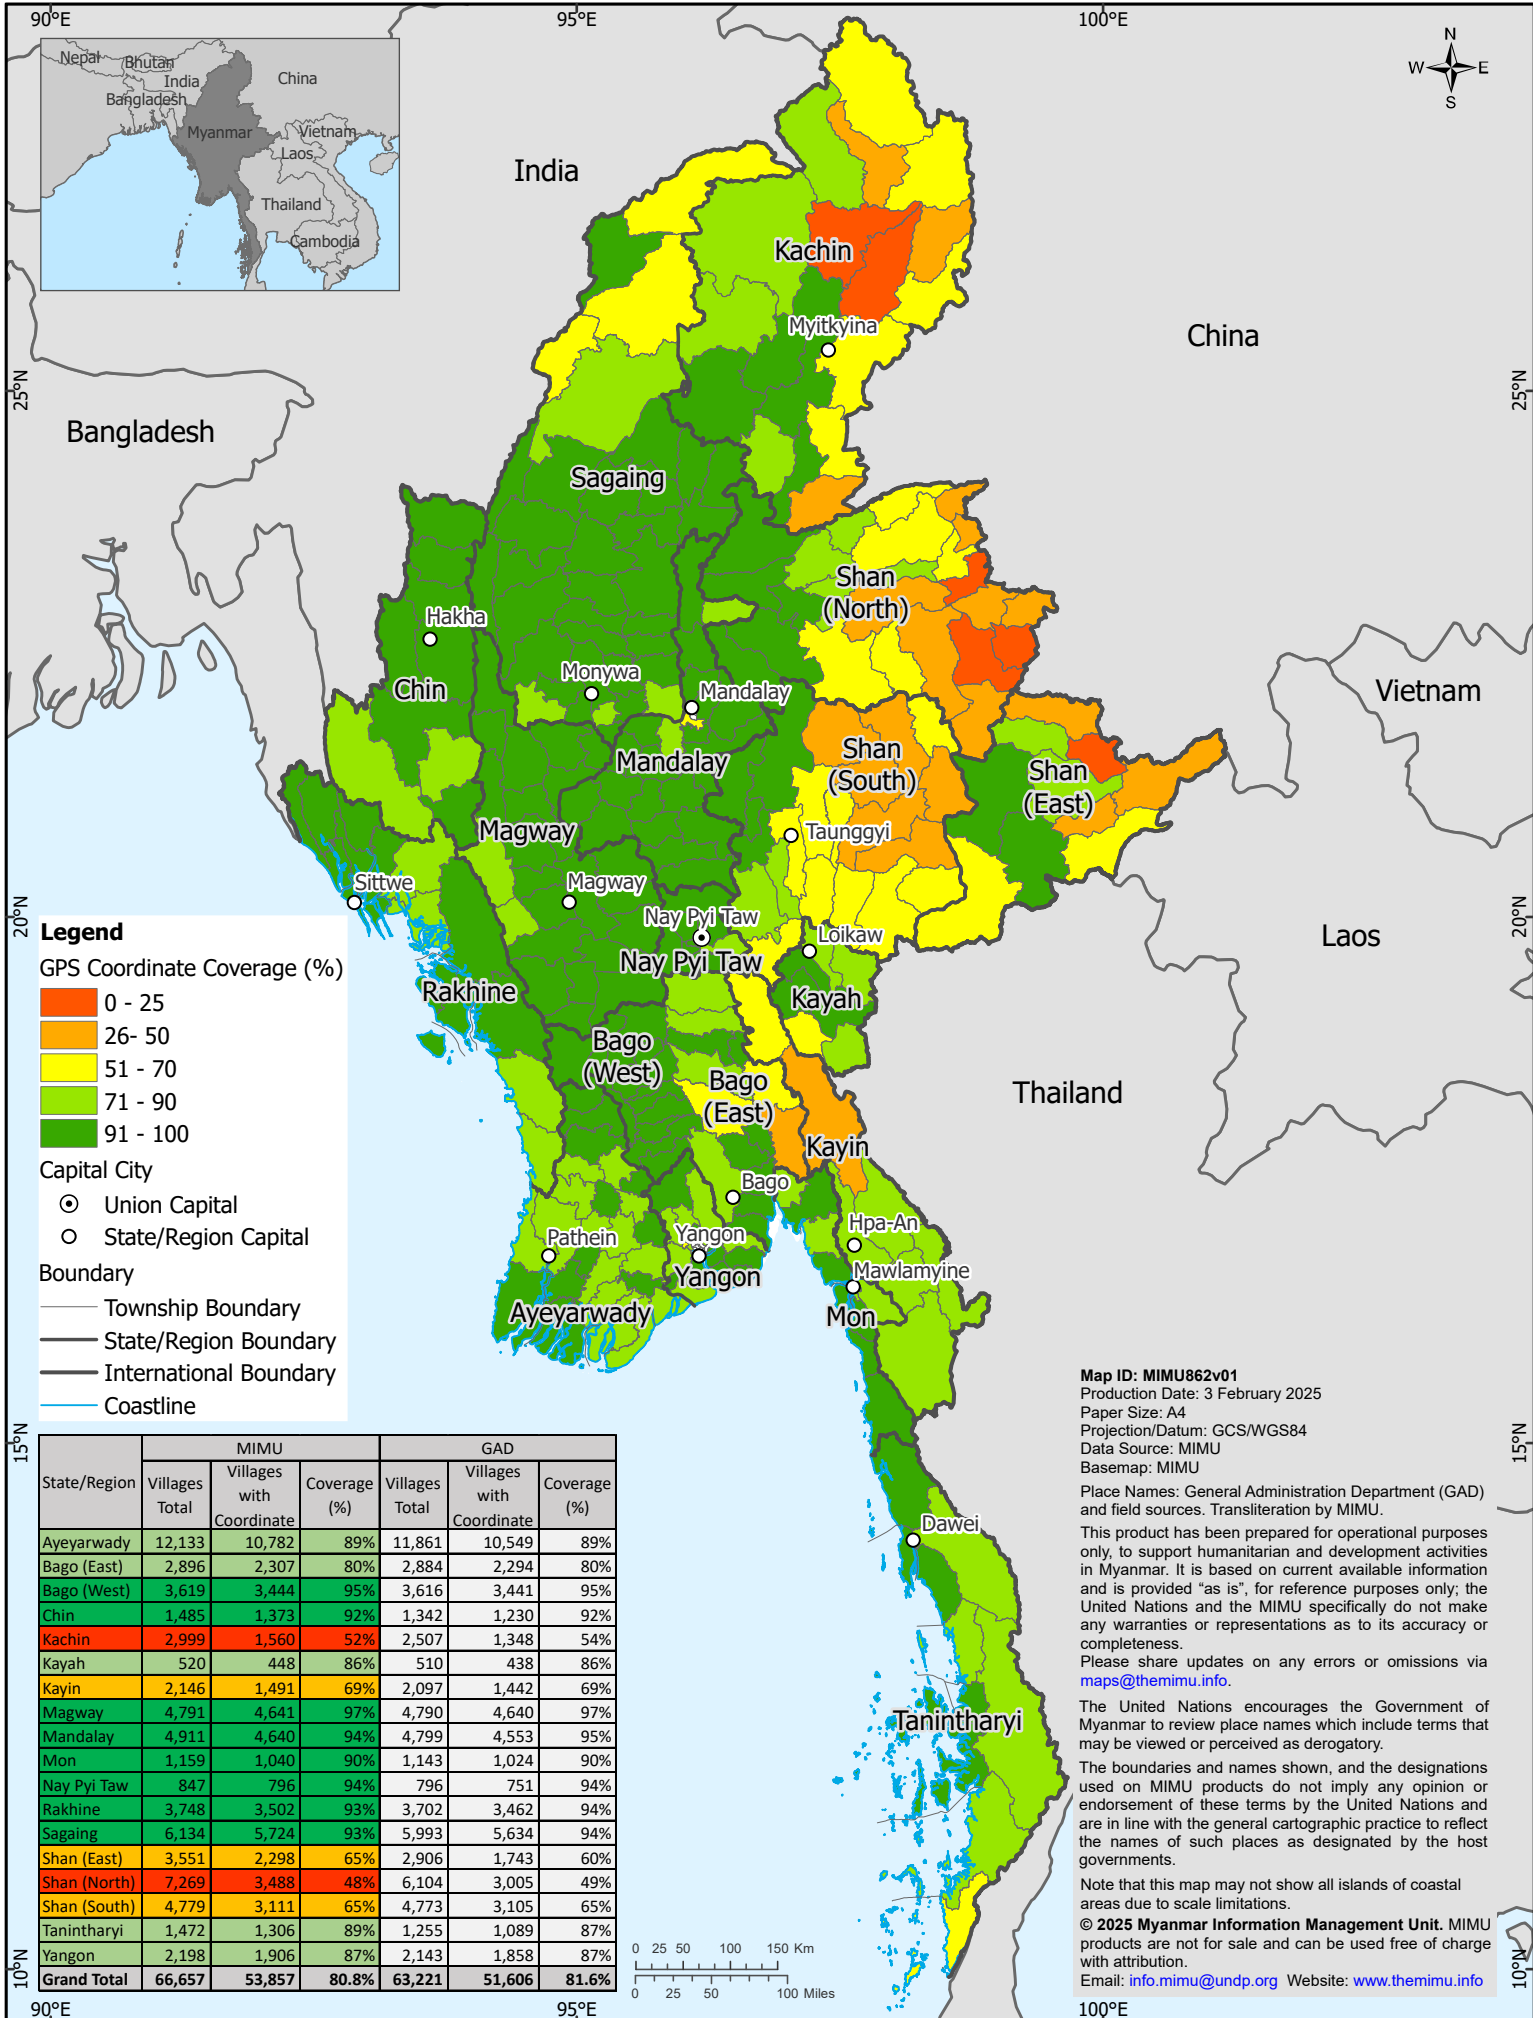 90°E
95°E
100°E
N
W E
S
Nepal
Bhutan
India
China
Bangladesh
Myanmar
Vietnam
Laos
Thailand
Cambodia
India
Kachin
Myitkyina
China
25°N
25°N
Bangladesh
Sagaing
Shan
(North)
Hakha
Monywa
Chin
Mandalay
Vietnam
Mandalay
Shan
(South)
Shan
(East)
Magway
Taunggyi
Sittwe
Magway
Nay Pyi Taw
20°N
20°N
Loikaw
Laos
Nay Pyi Taw
Rakhine
Kayah
Bago
(West)
Bago
(East)
Thailand
Kayin
Bago
Hpa-An
Pathein
Yangon
Mawlamyine
Yangon
Ayeyarwady
Mon
Dawei
Tanintharyi
Legend
GPS Coordinate Coverage (%)
0 - 25
26- 50
51 - 70
71 - 90
91 - 100
Capital City
Union Capital
State/Region Capital
Boundary
Township Boundary
State/Region Boundary
International Boundary
Coastline
15°N
15°N
State/Region MIMU GAD
Villages Total Villages with Coordinate Coverage (%) Villages Total Villages with Coordinate Coverage (%)
Ayeyarwady 12,133 10,782 89% 11,861 10,549 89%
Bago (East) 2,896 2,307 80% 2,884 2,294 80%
Bago (West) 3,619 3,444 95% 3,616 3,441 95%
Chin 1,485 1,373 92% 1,342 1,230 92%
Kachin 2,999 1,560 52% 2,507 1,348 54%
Kayah 520 448 86% 510 438 86%
Kayin 2,146 1,491 69% 2,097 1,442 69%
Magway 4,791 4,641 97% 4,790 4,640 97%
Mandalay 4,911 4,640 94% 4,799 4,553 95%
Mon 1,159 1,040 90% 1,143 1,024 90%
Nay Pyi Taw 847 796 94% 796 751 94%
Rakhine 3,748 3,502 93% 3,702 3,462 94%
Sagaing 6,134 5,724 93% 5,993 5,634 94%
Shan (East) 3,551 2,298 65% 2,906 1,743 60%
Shan (North) 7,269 3,488 48% 6,104 3,005 49%
Shan (South) 4,779 3,111 65% 4,773 3,105 65%
Tanintharyi 1,472 1,306 89% 1,255 1,089 87%
Yangon 2,198 1,906 87% 2,143 1,858 87%
Grand Total 66,657 53,857 80.8% 63,221 51,606 81.6%
0 25 50 100 150 Km
0 25 50 100 Miles
Map ID: MIMU862v01
Production Date: 3 February 2025
Paper Size: A4
Projection/Datum: GCS/WGS84
Data Source: MIMU
Basemap: MIMU
Place Names: General Administration Department (GAD)
and field sources. Transliteration by MIMU.
This product has been prepared for operational purposes
only, to support humanitarian and development activities
in Myanmar. It is based on current available information
and is provided “as is”, for reference purposes only; the
United Nations and the MIMU specifically do not make
any warranties or representations as to its accuracy or
completeness.
Please share updates on any errors or omissions via
maps@themimu.info.
The United Nations encourages the Government of
Myanmar to review place names which include terms that
may be viewed or perceived as derogatory.
The boundaries and names shown, and the designations
used on MIMU products do not imply any opinion or
endorsement of these terms by the United Nations and
are in line with the general cartographic practice to reflect
the names of such places as designated by the host
governments.
Note that this map may not show all islands of coastal
areas due to scale limitations.
© 2025 Myanmar Information Management Unit. MIMU
products are not for sale and can be used free of charge
with attribution.
Email: info.mimu@undp.org Website: www.themimu.info
10°N
10°N
90°E
95°E
100°E